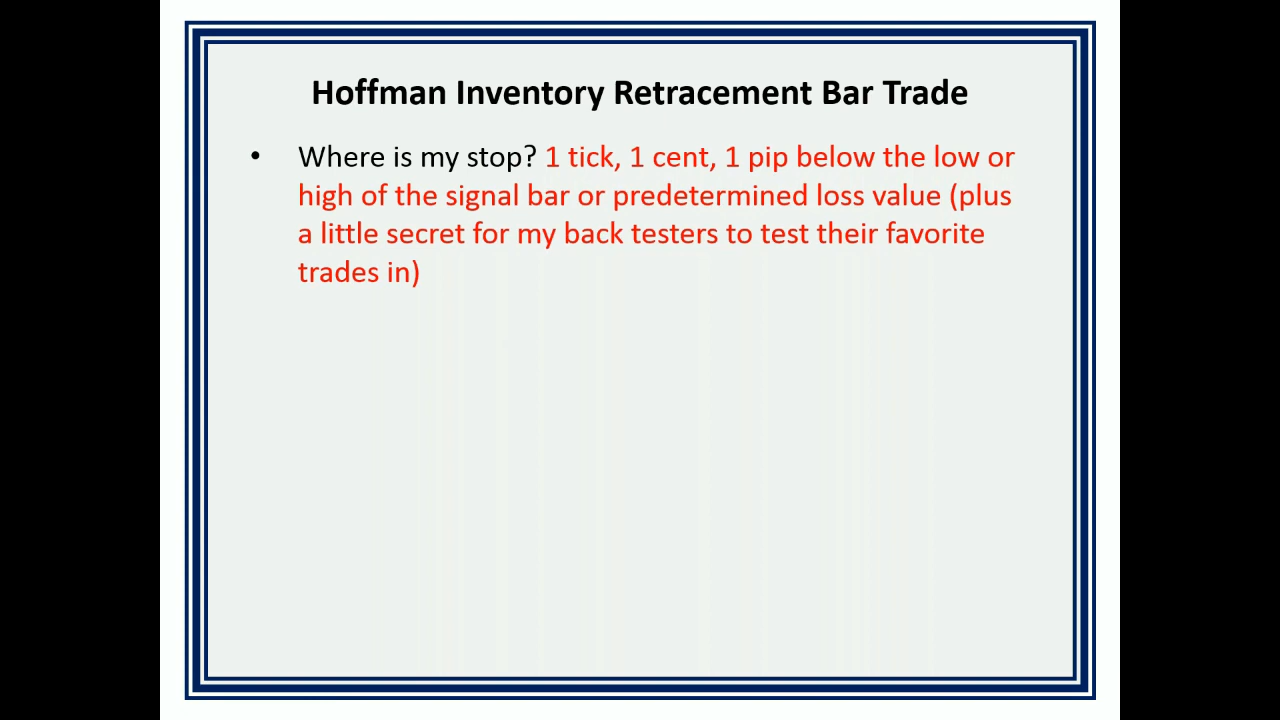 Hoffman Inventory Retracement Bar Trade
• Where is my stop? 1 tick, 1 cent, 1 pip below the low or
high of the signal bar or predetermined loss value (plus
a little secret for my back testers to test their favorite
trades in)